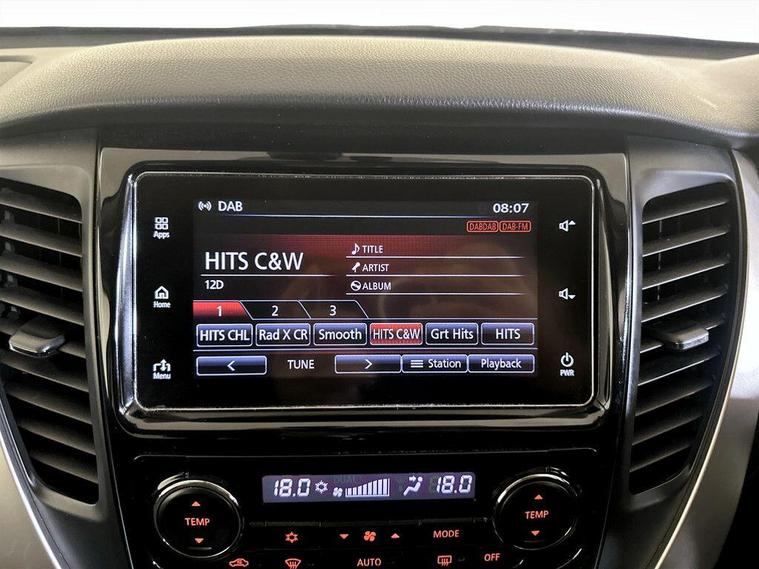 DAB 08:07
DABDAB DAB-FM
Apps
HITS C&W
12D
TITLE
ARTIST
ALBUM
Home
1 2 3
HITS CHL Rad X CR Smooth HITS C&W Grt Hits HITS
< TUNE > Station Playback
Menu
PWR
18.0 DUAL 18.0
TEMP
TEMP
MODE
AUTO
OFF